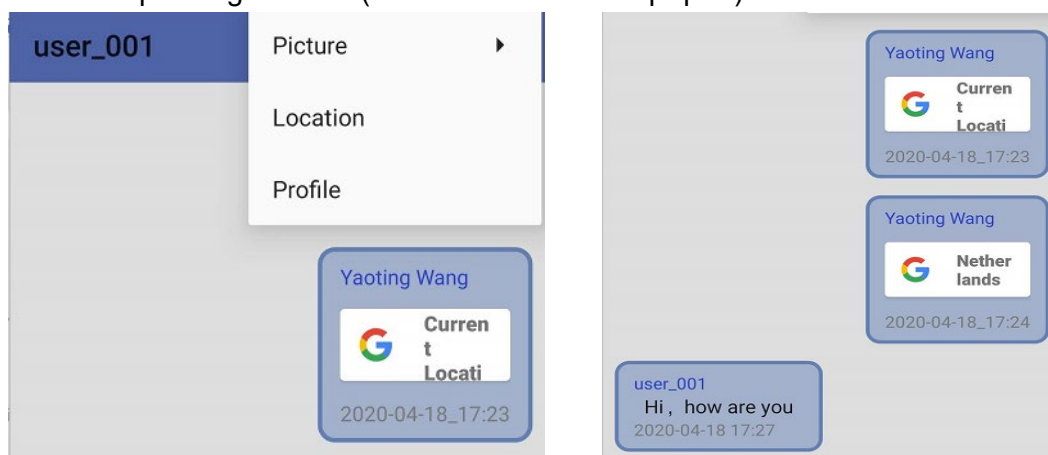 user_001
Picture
Location
Profile
Yaoting Wang
Curren
t
Locati
2020-04-18_17:23
Yaoting Wang
Curren
t
Locati
2020-04-18_17:23
Yaoting Wang
Nether
lands
2020-04-18_17:24
user_001
Hi, how are you
2020-04-18 17:27